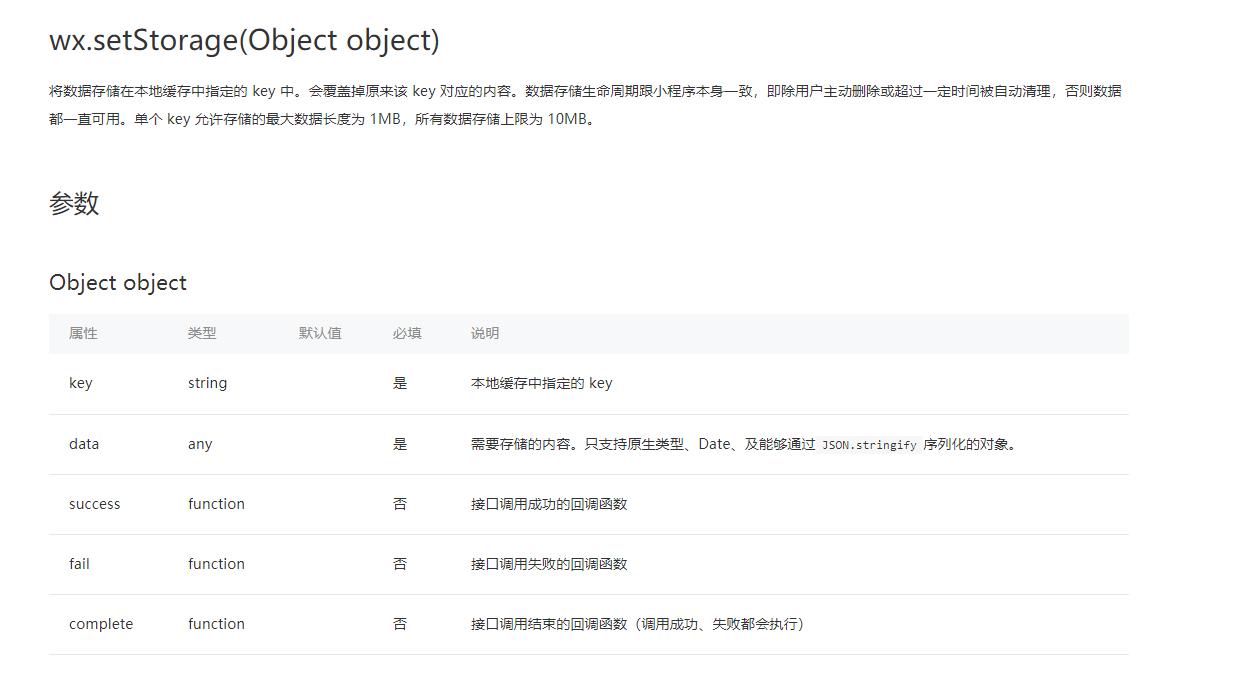 wx.setStorage(Object object)
将数据存储在本地缓存中指定的 key 中。会覆盖掉原来该 key 对应的内容。数据存储生命周期跟小程序本身一致，即除用户主动删除或超过一定时间被自动清理，否则数据
都一直可用。单个 key 允许存储的最大数据长度为 1MB，所有数据存储上限为 10MB。
参数
Object object
属性 类型 默认值 必填 说明
key string 是 本地缓存中指定的 key
data any 是 需要存储的内容。只支持原生类型、Date、及能够通过 JSON.stringify 序列化的对象。
success function 否 接口调用成功的回调函数
fail function 否 接口调用失败的回调函数
complete function 否 接口调用结束的回调函数（调用成功、失败都会执行）